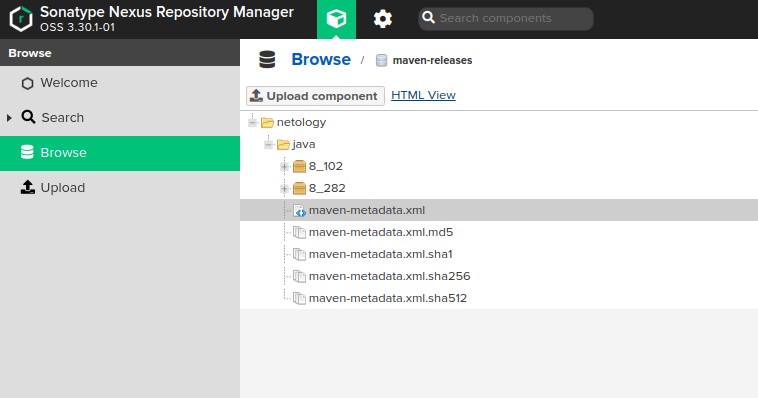 Sonatype Nexus Repository Manager
OSS 3.30.1-01
Search components
Browse
Welcome
Search
Browse
Upload
Browse / maven-releases
Upload component HTML View
netology
java
8_102
8_282
maven-metadata.xml
maven-metadata.xml.md5
maven-metadata.xml.sha1
maven-metadata.xml.sha256
maven-metadata.xml.sha512